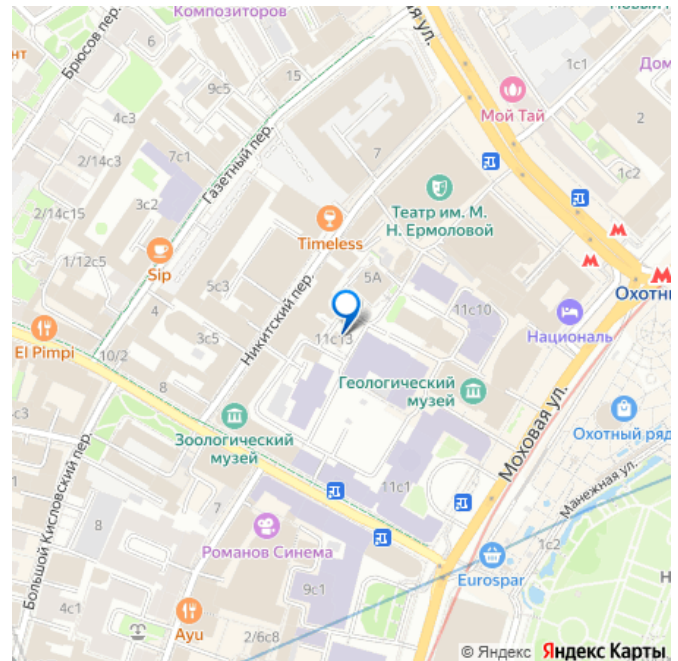 Композиторов
Брюсов пер.
6
9с5
15
4с3
ул.
1с1
Мой Тай
2
2/14с3
7с1
Газетный пер.
7
1с2
3с2
2/14с15
Театр им. М.
Н. Ермоловой
Timeless
1/12с5
Sip
5с3
5А
4
Никитский пер.
11с10
El Pimpi
10/2
3с5
11с13
Националь
8
Геологический
музей
Моховая ул.
Зоологический
музей
Охотный ряд
Большой Кисловский пер.
7
11с1
Манежная ул.
8
Романов Синема
1с2
Eurospar
9с1
4с1
Ayu
2/6с8
© Яндекс Яндекс Карты